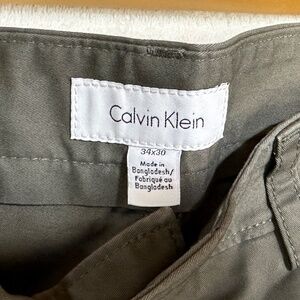 Calvin Klein
34x30
Made in
Bangladesh/
Fabriqué au
Bangladesh